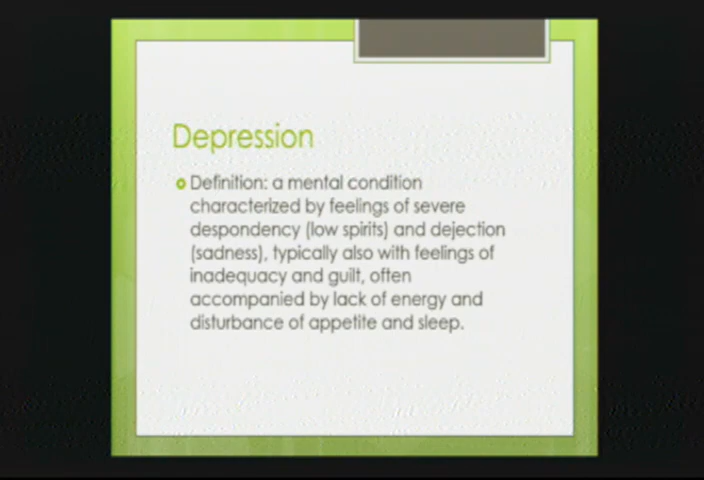 Depression
Definition: a mental condition
characterized by feelings of severe
despondency (low spirits) and dejection
(sadness), typically also with feelings of
inadequacy and guilt, often
accompanied by lack of energy and
disturbance of appetite and sleep.